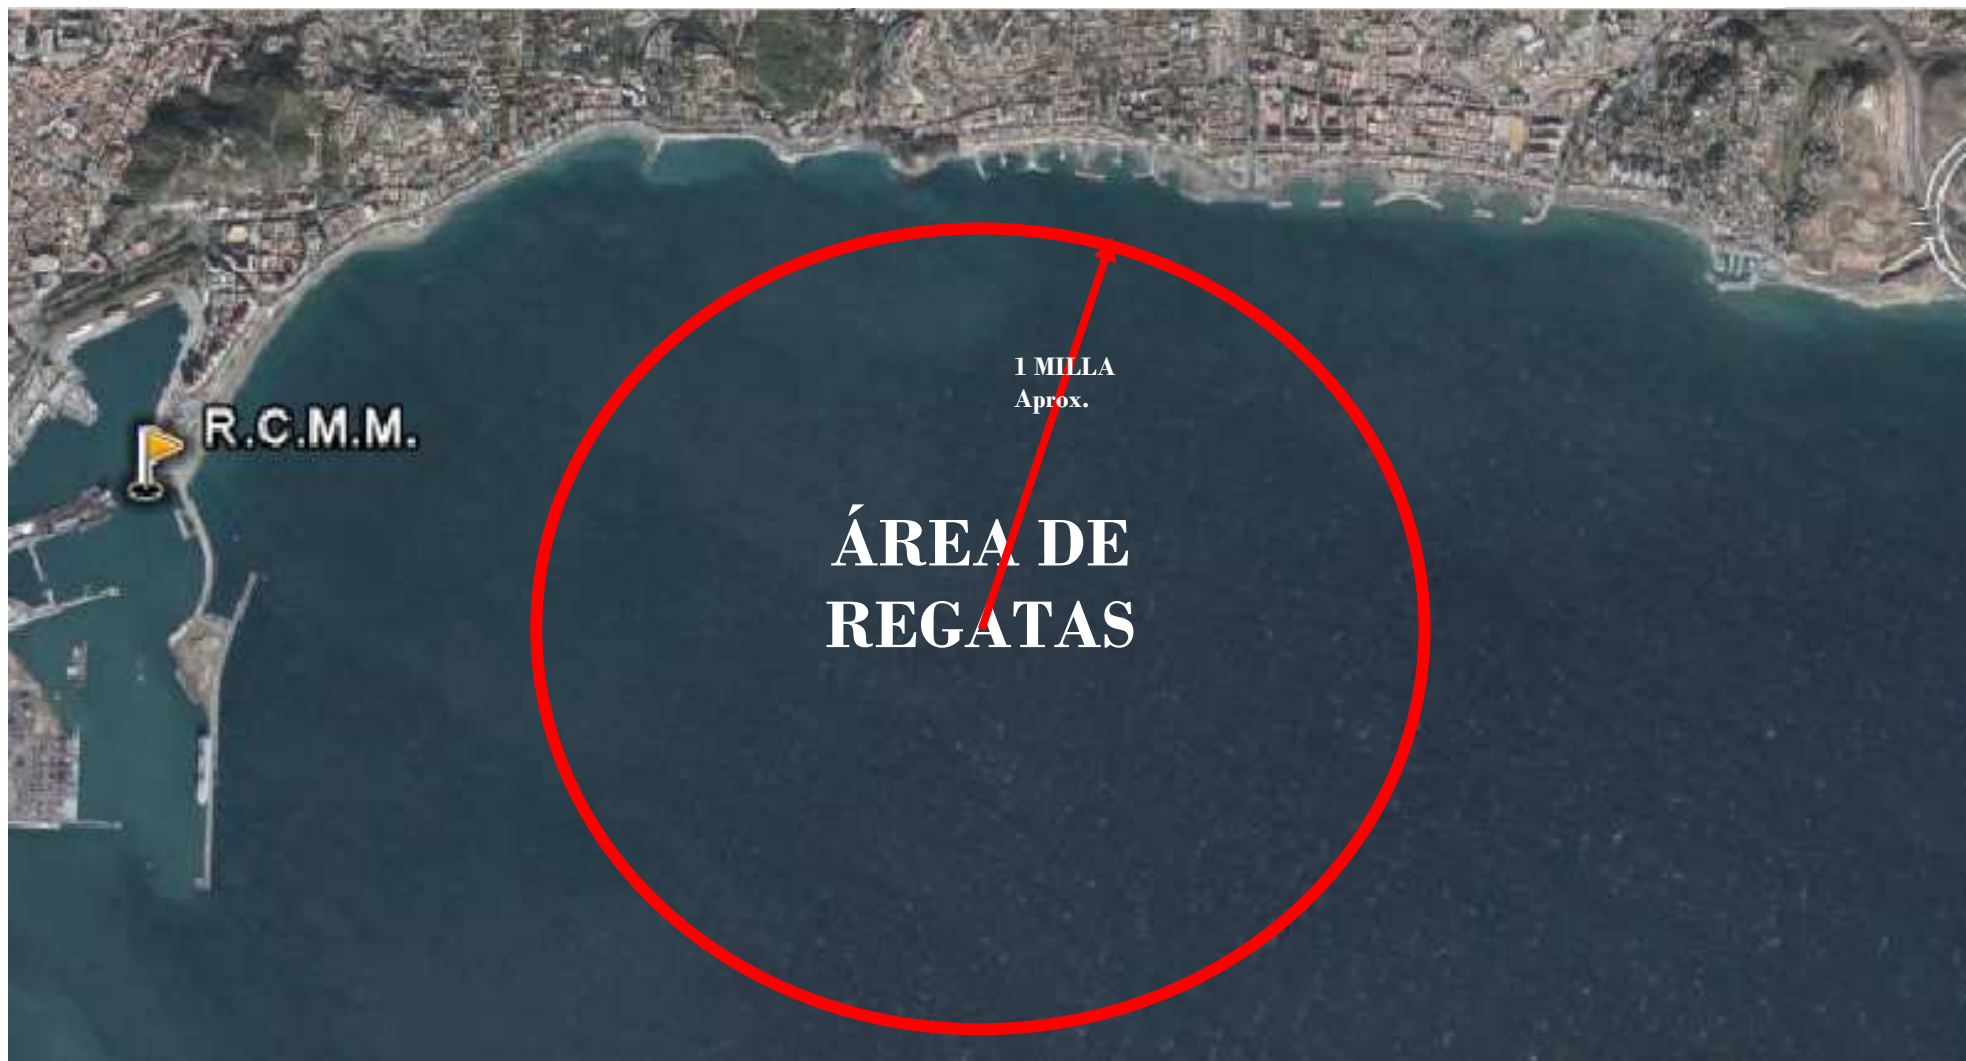 1 MILLA
Aprox.
R.C.M.M.
ÁREA DE
REGATAS